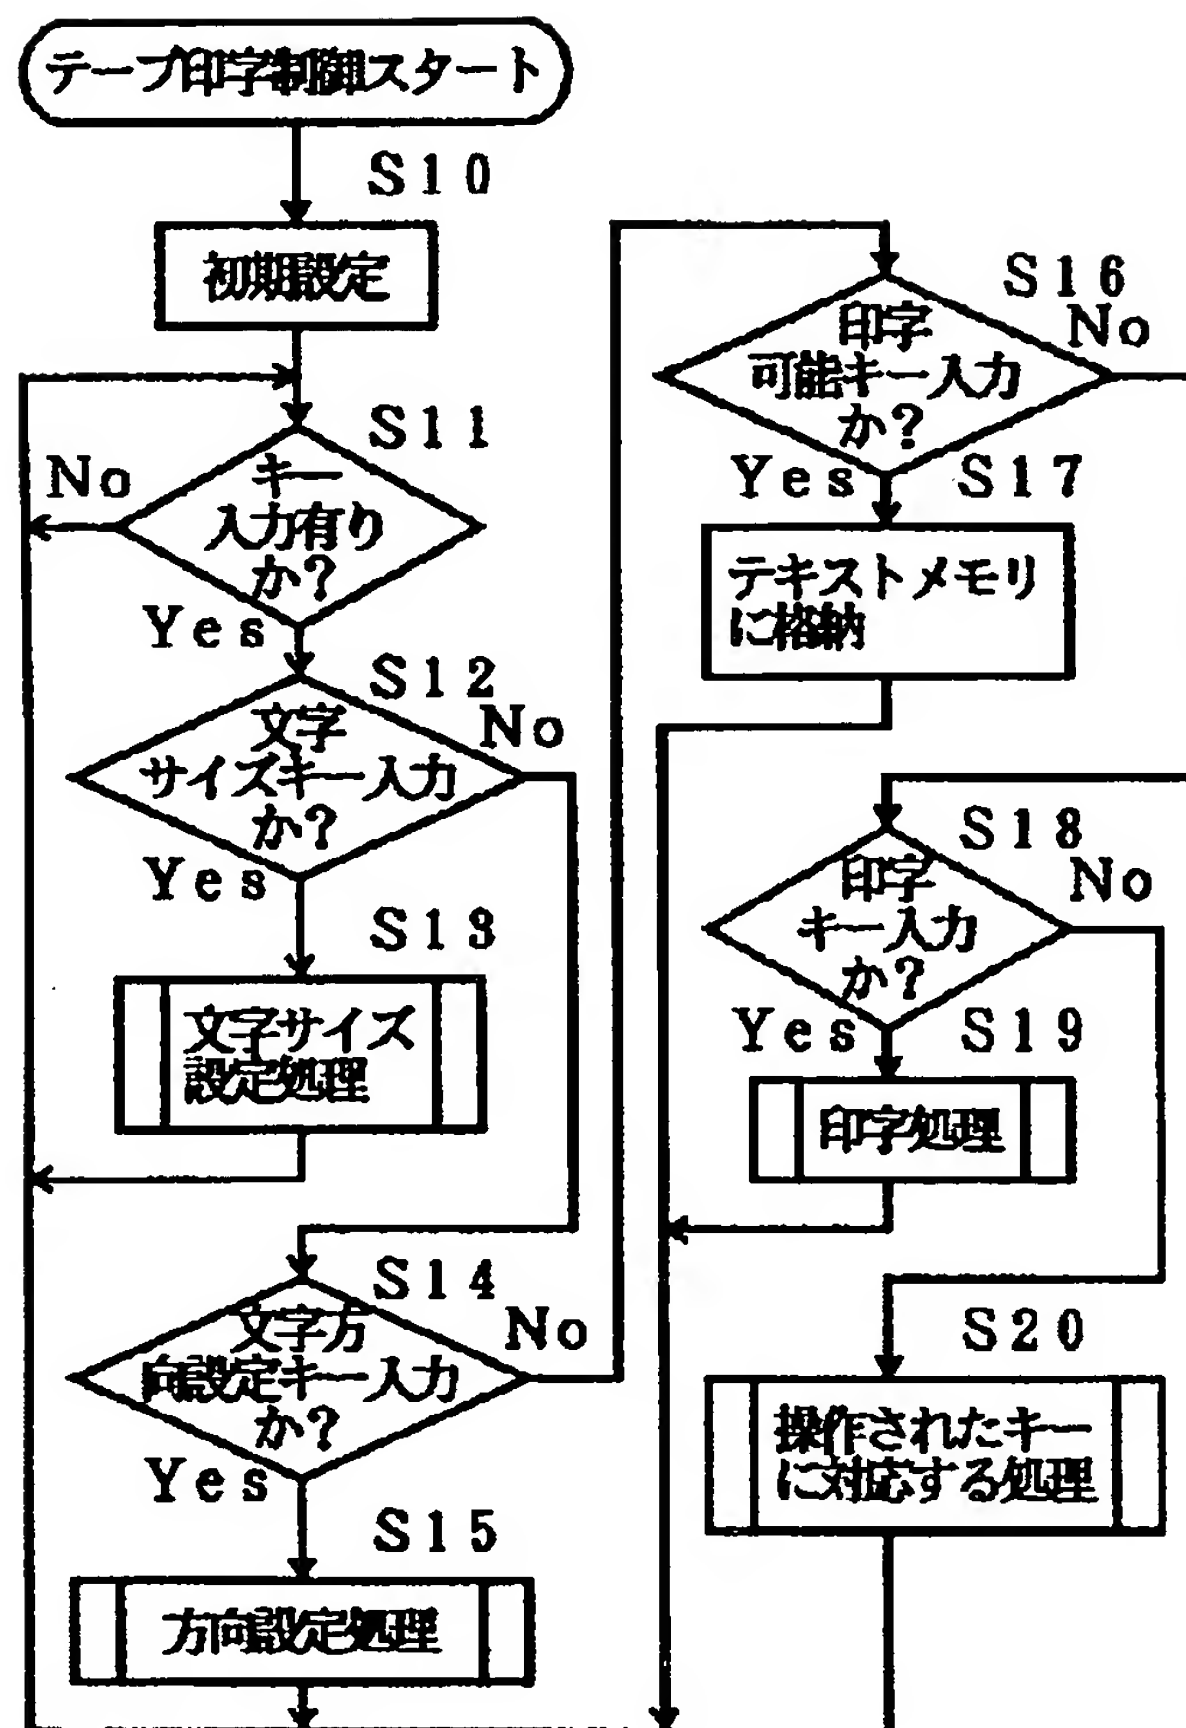 テープ印字制御スタート
S10
初期設定
S11
キー
入力有り
か?
No
Yes
S12
文字
サイズキー入力
か?
No
Yes
S13
文字サイズ
設定処理
S14
文字方
向設定キー入力
か?
No
Yes
S15
方向設定処理
S16
印字
可能キー入力
か?
No
Yes
S17
テキストメモリ
に格納
S18
印字
キー入力
か?
No
Yes
S19
印字処理
S20
操作されたキー
に対応する処理